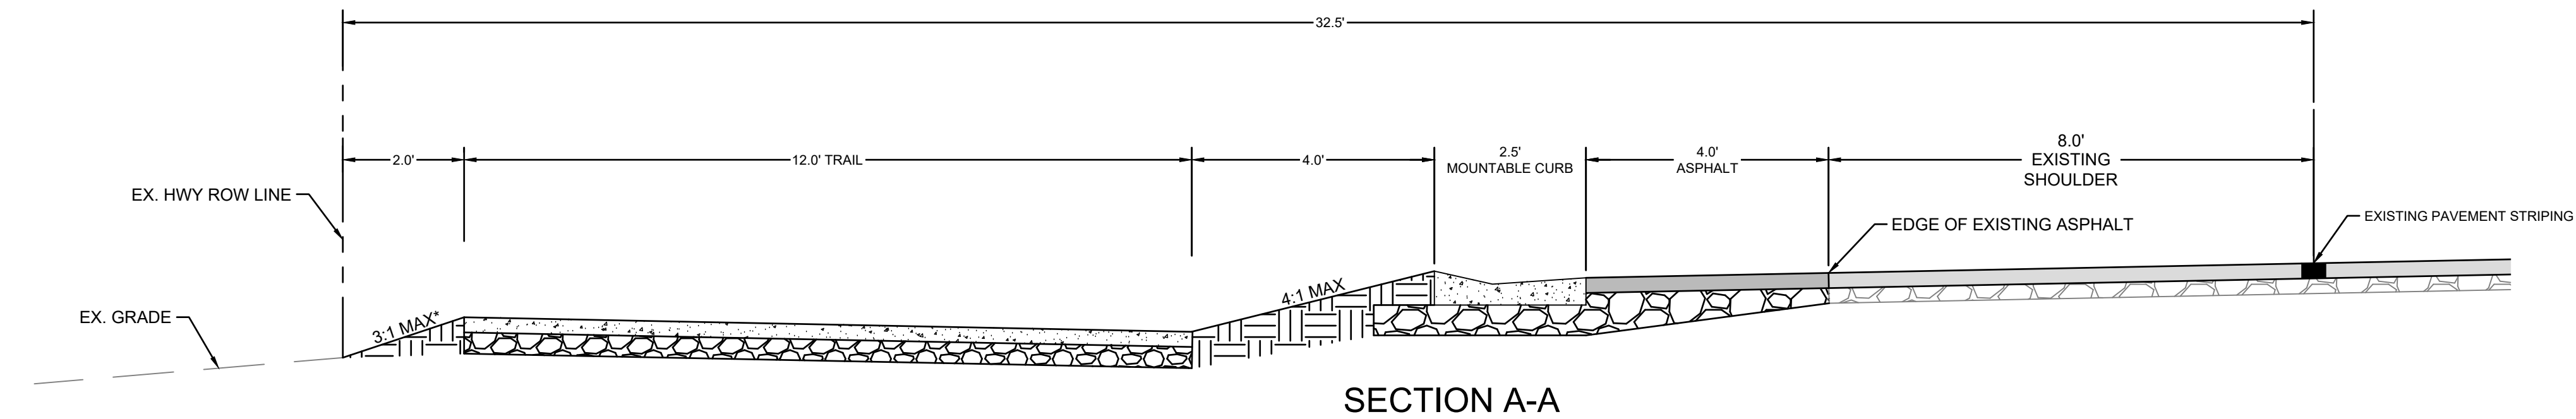 32.5'
2.0'
12.0' TRAIL
4.0'
2.5'
MOUNTABLE CURB
4.0'
ASPHALT
8.0'
EXISTING
SHOULDER
EX. HWY ROW LINE
EXISTING PAVEMENT STRIPING
EDGE OF EXISTING ASPHALT
EX. GRADE
3:1 MAX*
4:1 MAX
SECTION A-A